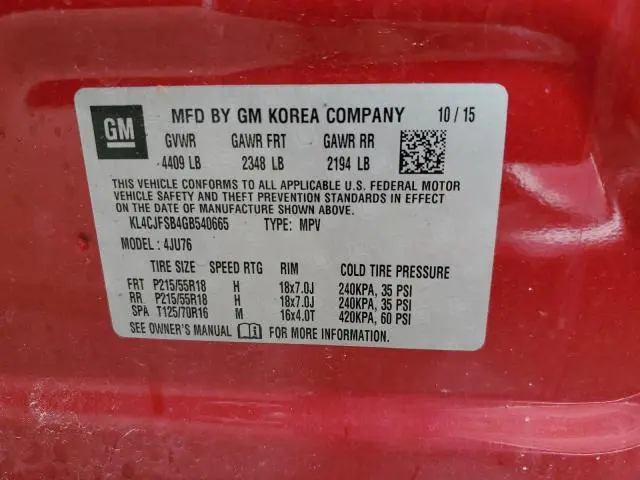 GM MFD BY GM KOREA COMPANY 10 / 15
GVWR GAWR FRT GAWR RR
4409 LB 2348 LB 2194 LB
THIS VEHICLE CONFORMS TO ALL APPLICABLE U.S. FEDERAL MOTOR
VEHICLE SAFETY AND THEFT PREVENTION STANDARDS IN EFFECT
ON THE DATE OF MANUFACTURE SHOWN ABOVE.
KL4CJFSB4GB540665 TYPE: MPV
MODEL: 4JU76
TIRE SIZE SPEED RTG RIM COLD TIRE PRESSURE
FRT P215/55R18 H 18x7.0J 240KPA, 35 PSI
RR P215/55R18 H 18x7.0J 240KPA, 35 PSI
SPA T125/70R16 M 16x4.0T 420KPA, 60 PSI
SEE OWNER'S MANUAL i FOR MORE INFORMATION.